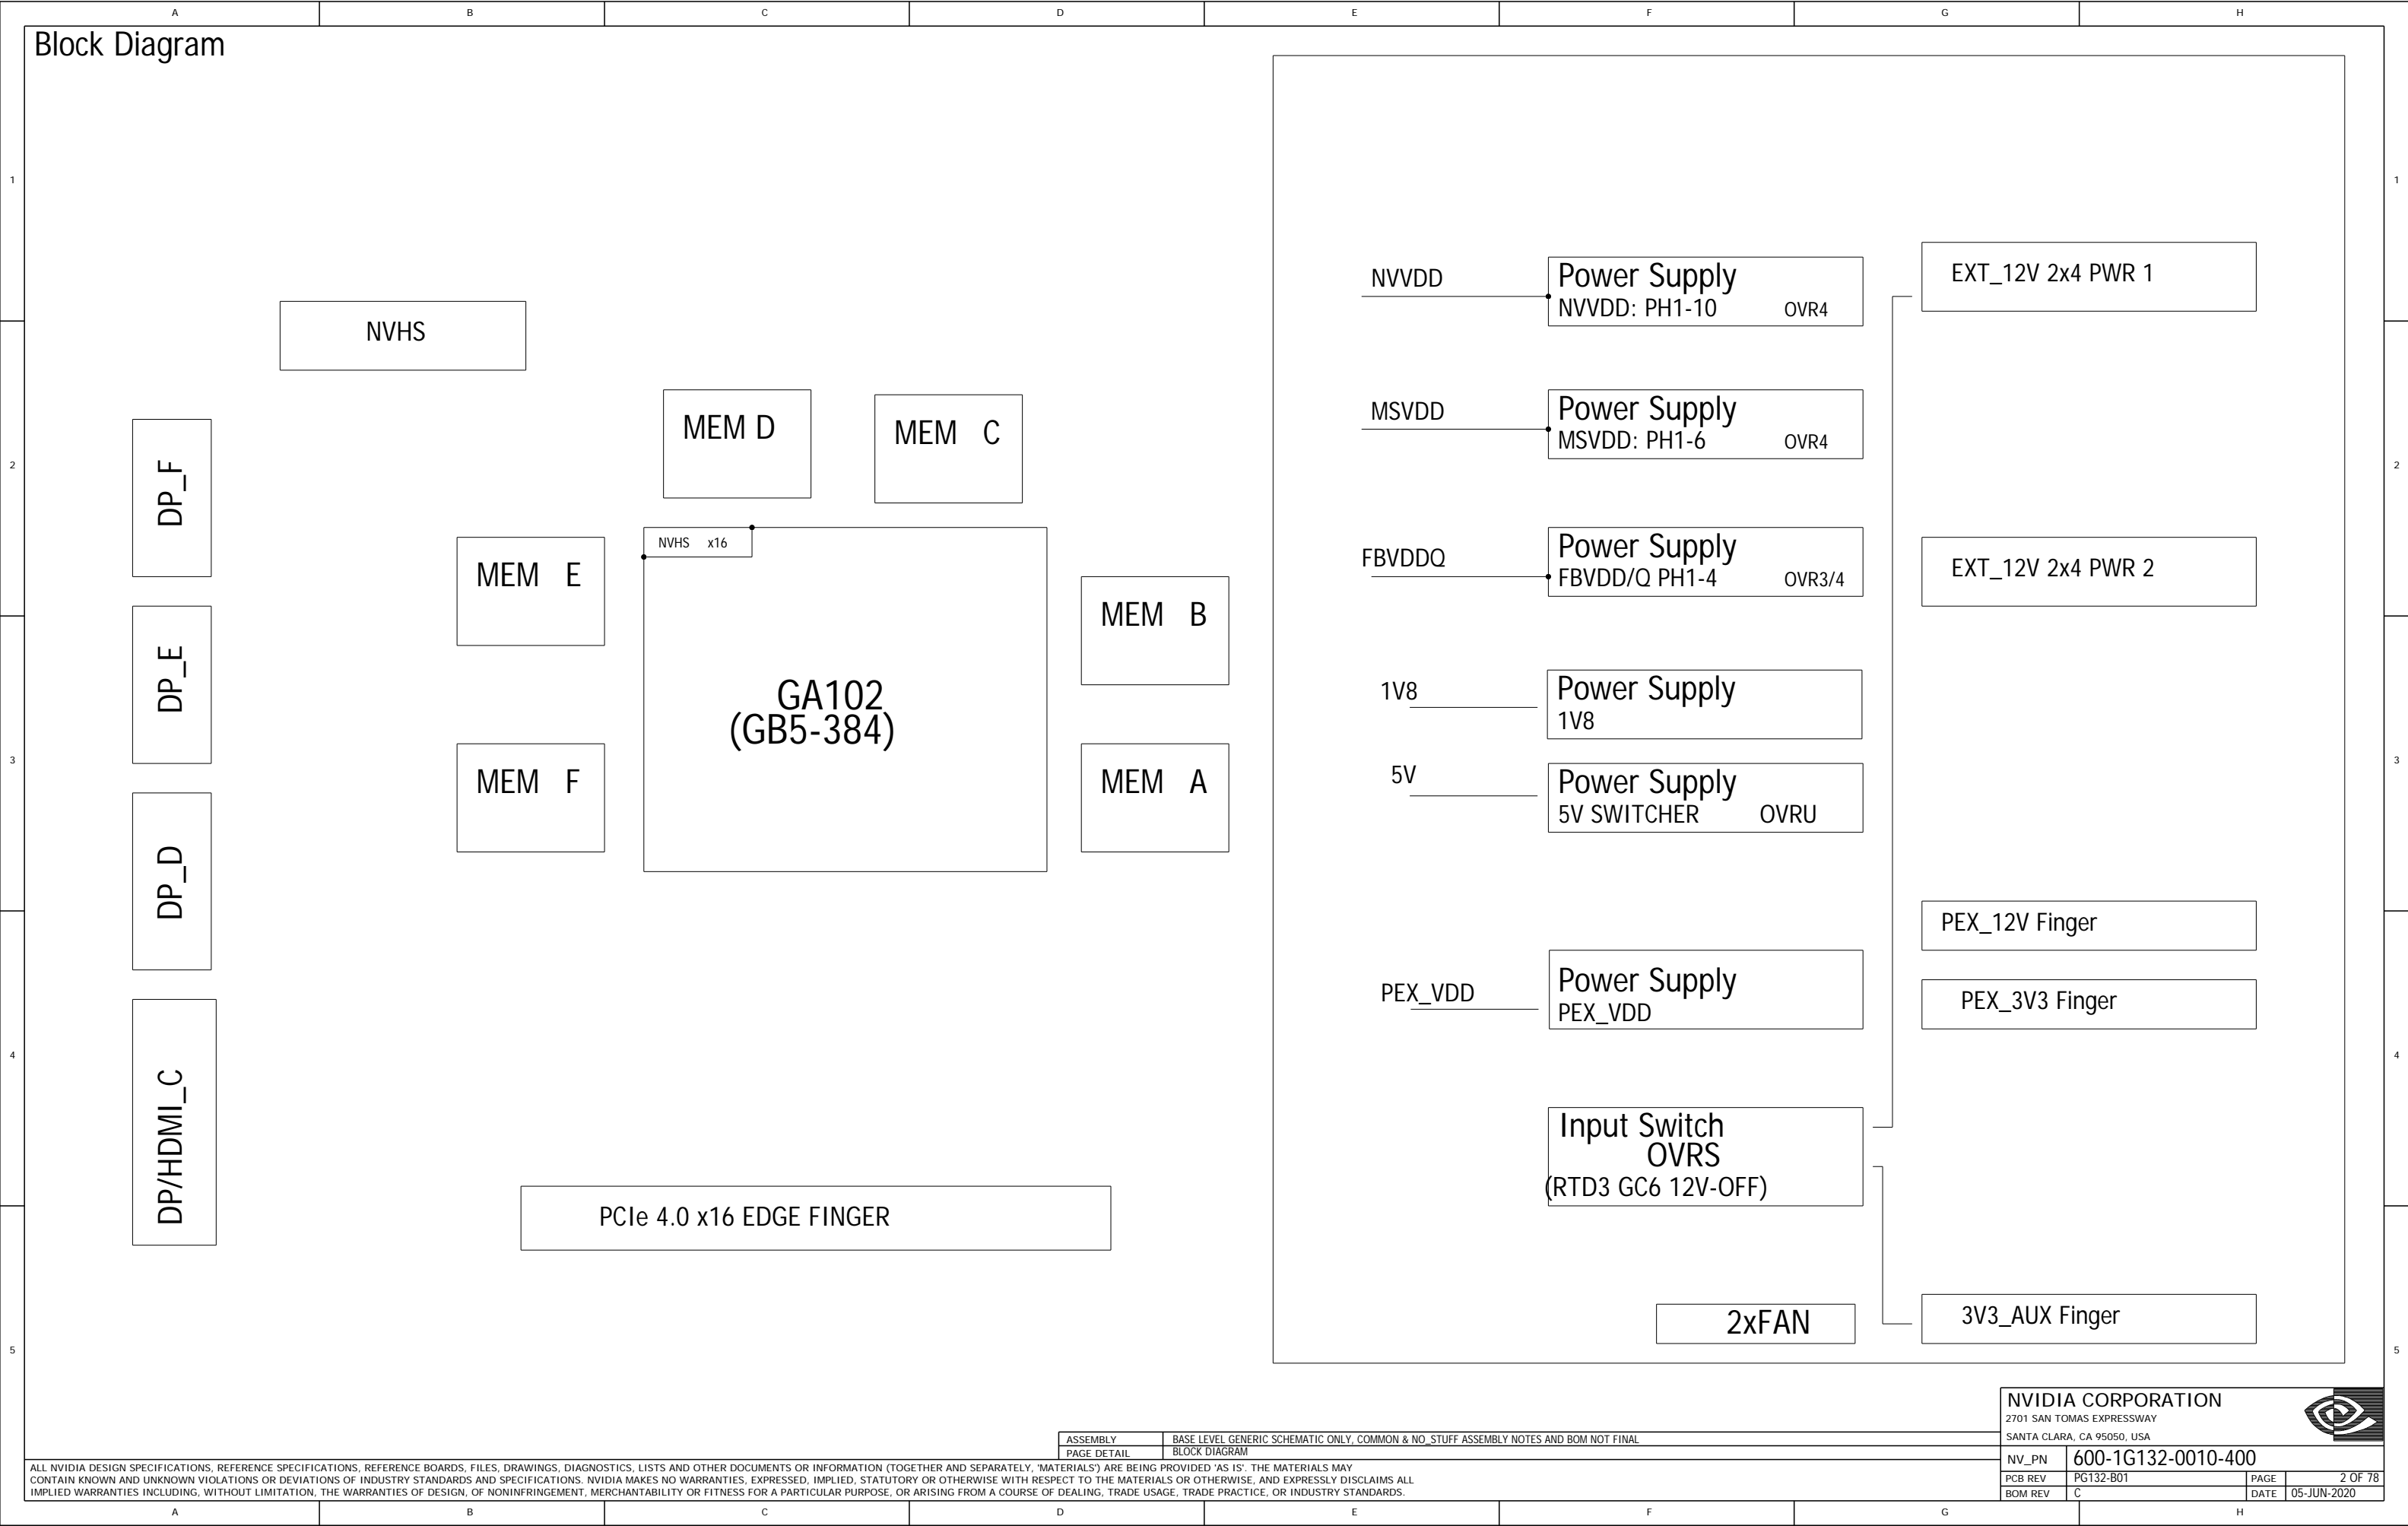 A B C D E F G H
Block Diagram
1 1
NVHS
MEM D
MEM C
2 2
DP_F
NVHS x16
MEM E
MEM B
DP_E
GA102
(GB5-384)
3 3
MEM F
MEM A
DP_D
DP/HDMI_C
PCIe 4.0 x16 EDGE FINGER
NVVDD
Power Supply
NVVDD: PH1-10 OVR4
MSVDD
Power Supply
MSVDD: PH1-6 OVR4
FBVDDQ
Power Supply
FBVDD/Q PH1-4 OVR3/4
1V8
Power Supply
1V8
5V
Power Supply
5V SWITCHER OVRU
PEX_VDD
Power Supply
PEX_VDD
4 4
Input Switch
OVRS
(RTD3 GC6 12V-OFF)
2xFAN
EXT_12V 2x4 PWR 1
EXT_12V 2x4 PWR 2
PEX_12V Finger
PEX_3V3 Finger
3V3_AUX Finger
5 5
ASSEMBLY BASE LEVEL GENERIC SCHEMATIC ONLY, COMMON & NO_STUFF ASSEMBLY NOTES AND BOM NOT FINAL
PAGE DETAIL BLOCK DIAGRAM
ALL NVIDIA DESIGN SPECIFICATIONS, REFERENCE SPECIFICATIONS, REFERENCE BOARDS, FILES, DRAWINGS, DIAGNOSTICS, LISTS AND OTHER DOCUMENTS OR INFORMATION (TOGETHER AND SEPARATELY, 'MATERIALS') ARE BEING PROVIDED 'AS IS'. THE MATERIALS MAY
CONTAIN KNOWN AND UNKNOWN VIOLATIONS OR DEVIATIONS OF INDUSTRY STANDARDS AND SPECIFICATIONS. NVIDIA MAKES NO WARRANTIES, EXPRESSED, IMPLIED, STATUTORY OR OTHERWISE WITH RESPECT TO THE MATERIALS OR OTHERWISE, AND EXPRESSLY DISCLAIMS ALL
IMPLIED WARRANTIES INCLUDING, WITHOUT LIMITATION, THE WARRANTIES OF DESIGN, OF NONINFRINGEMENT, MERCHANTABILITY OR FITNESS FOR A PARTICULAR PURPOSE, OR ARISING FROM A COURSE OF DEALING, TRADE USAGE, TRADE PRACTICE, OR INDUSTRY STANDARDS.
NVIDIA CORPORATION
2701 SAN TOMAS EXPRESSWAY
SANTA CLARA, CA 95050, USA
NV_PN 600-1G132-0010-400
PCB REV PG132-B01 PAGE 2 OF 78
BOM REV C DATE 05-JUN-2020
A B C D E F G H